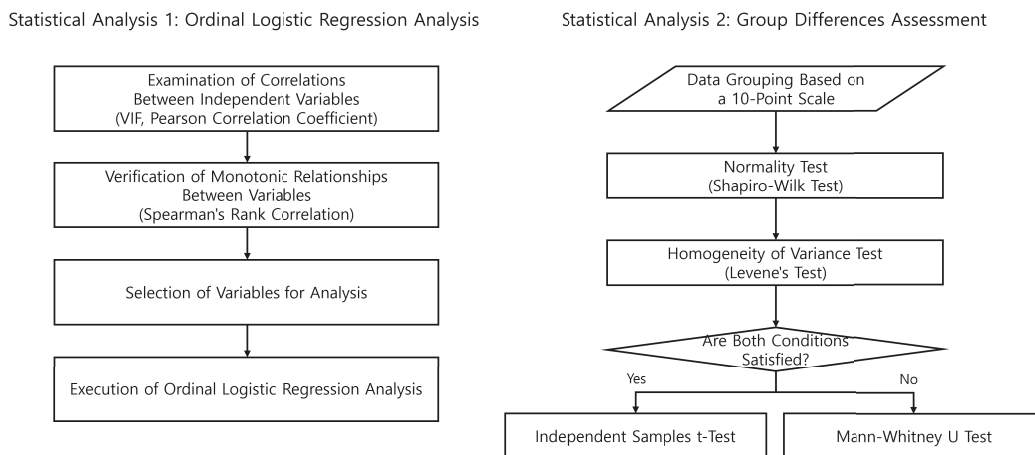 Statistical Analysis 1: Ordinal Logistic Regression Analysis
Examination of Correlations
Between Independent Variables
(VIF, Pearson Correlation Coefficient)
Verification of Monotonic Relationships
Between Variables
(Spearman's Rank Correlation)
Selection of Variables for Analysis
Execution of Ordinal Logistic Regression Analysis
Statistical Analysis 2: Group Differences Assessment
Data Grouping Based on
a 10-Point Scale
Normality Test
(Shapiro-Wilk Test)
Homogeneity of Variance Test
(Levene's Test)
Are Both Conditions
Satisfied?
Yes
No
Independent Samples t-Test
Mann-Whitney U Test